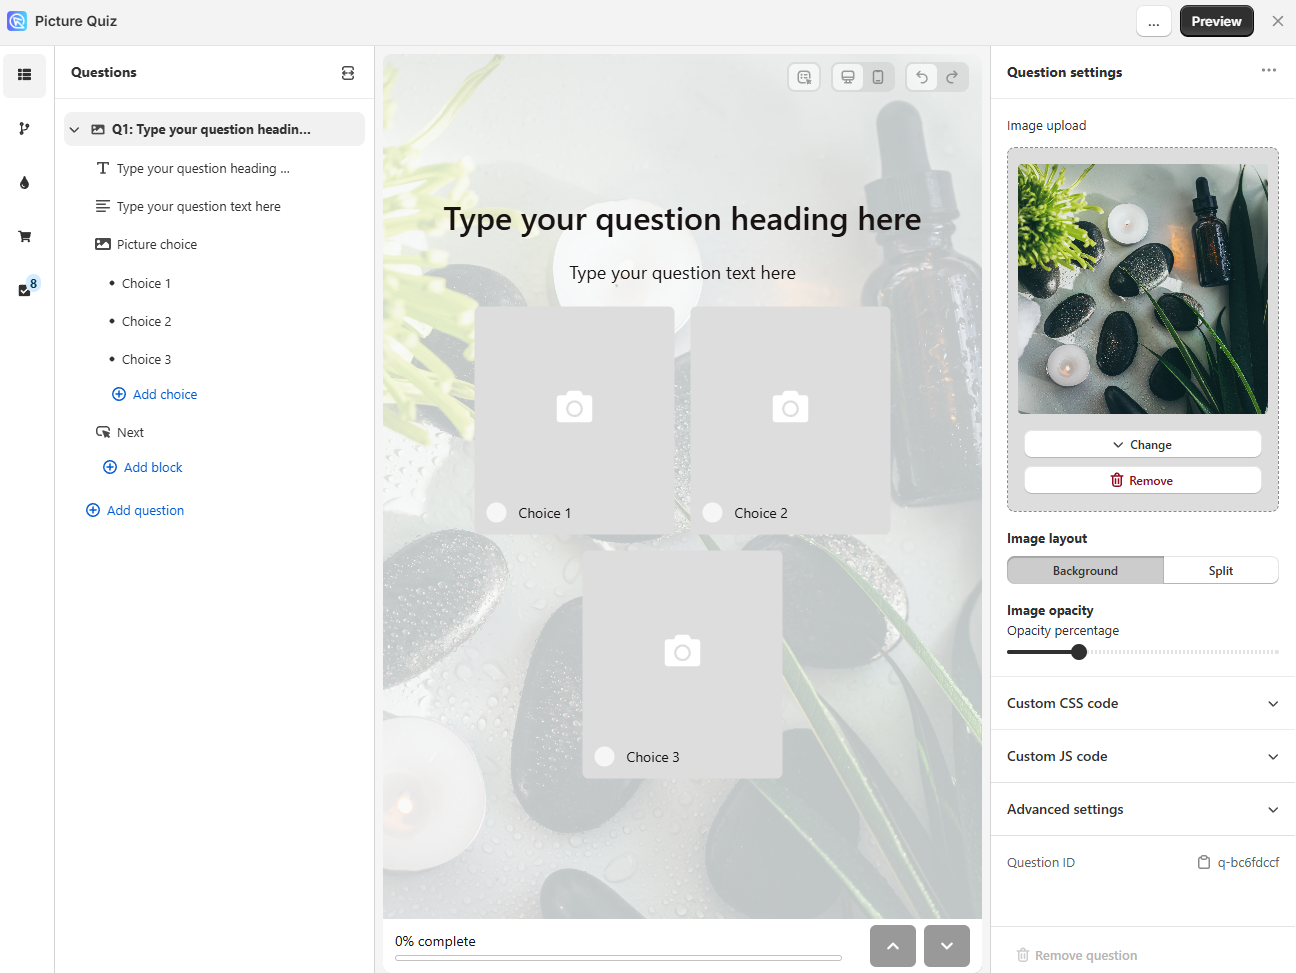 Picture Quiz
...
Preview
Questions
Q1: Type your question headin...
Type your question heading ...
Type your question text here
Picture choice
Choice 1
Choice 2
Choice 3
Add choice
Next
Add block
Add question
8
Type your question heading here
Type your question text here
Choice 1
Choice 2
Choice 3
0% complete
Question settings
Image upload
Change
Remove
Image layout
Background
Split
Image opacity
Opacity percentage
Custom CSS code
Custom JS code
Advanced settings
Question ID
q-bc6fdccf
Remove question